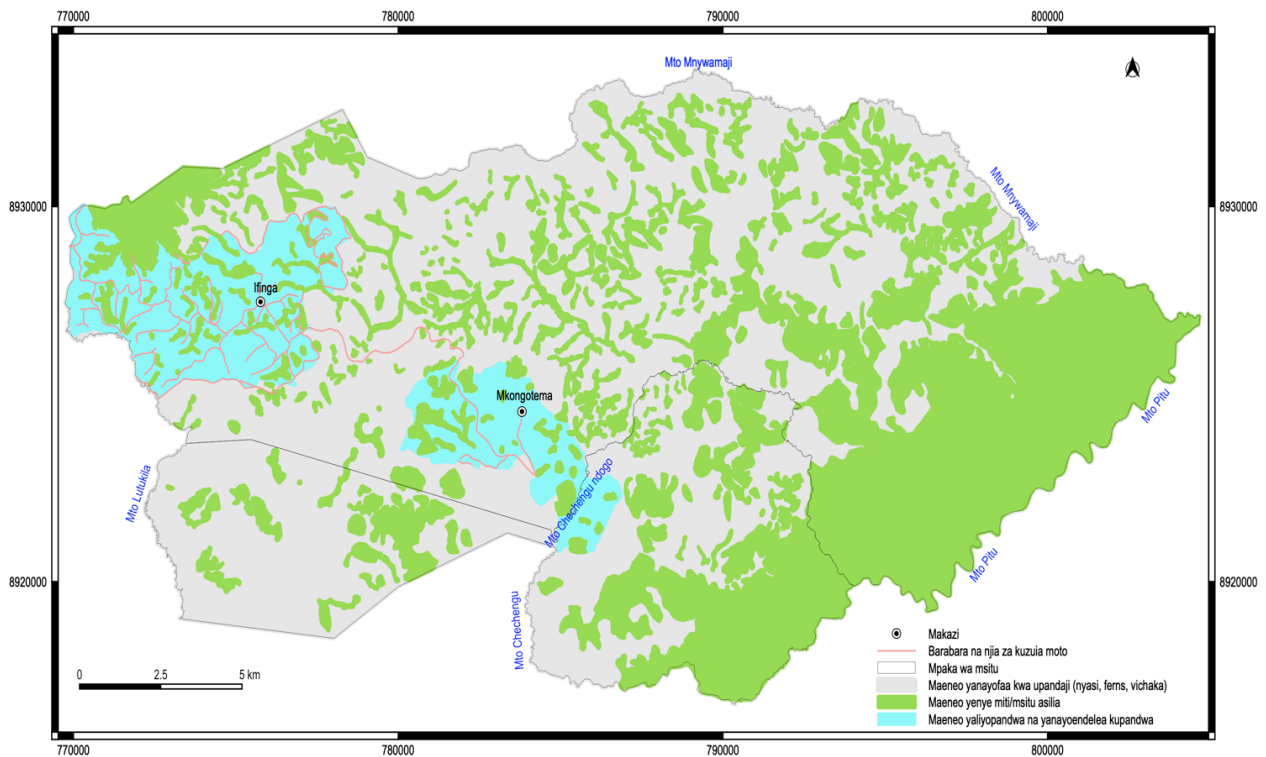 770000 780000 790000 800000
Mto Mnywamaji
Mto Mnywamaji
8930000 8930000
Ifinga
Mkongotema
Mto Pitu
Mto Lutukila
Mto Chechengu ndogo
Mto Pitu
8920000 8920000
Mto Chechengu
Makazi
Barabara na njia za kuzuia moto
Mpaka wa msitu
Maeneo yanayofaa kwa upandaji (nyasi, ferns, vichaka)
Maeneo yenye miti/msitu asilia
Maeneo yaliyopandwa na yanayoendelea kupandwa
0 2.5 5 km
770000 780000 790000 800000